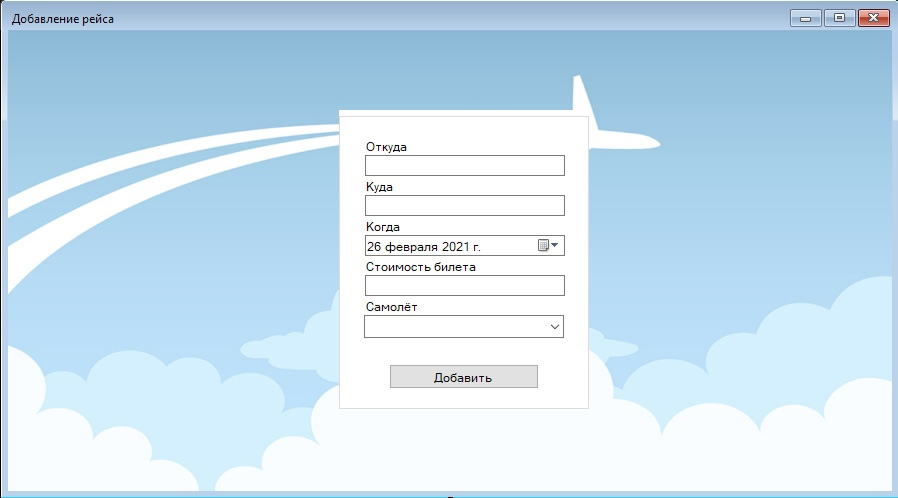 Добавление рейса
Откуда
Куда
Когда
26 февраля 2021 г.
Стоимость билета
Самолёт
Добавить